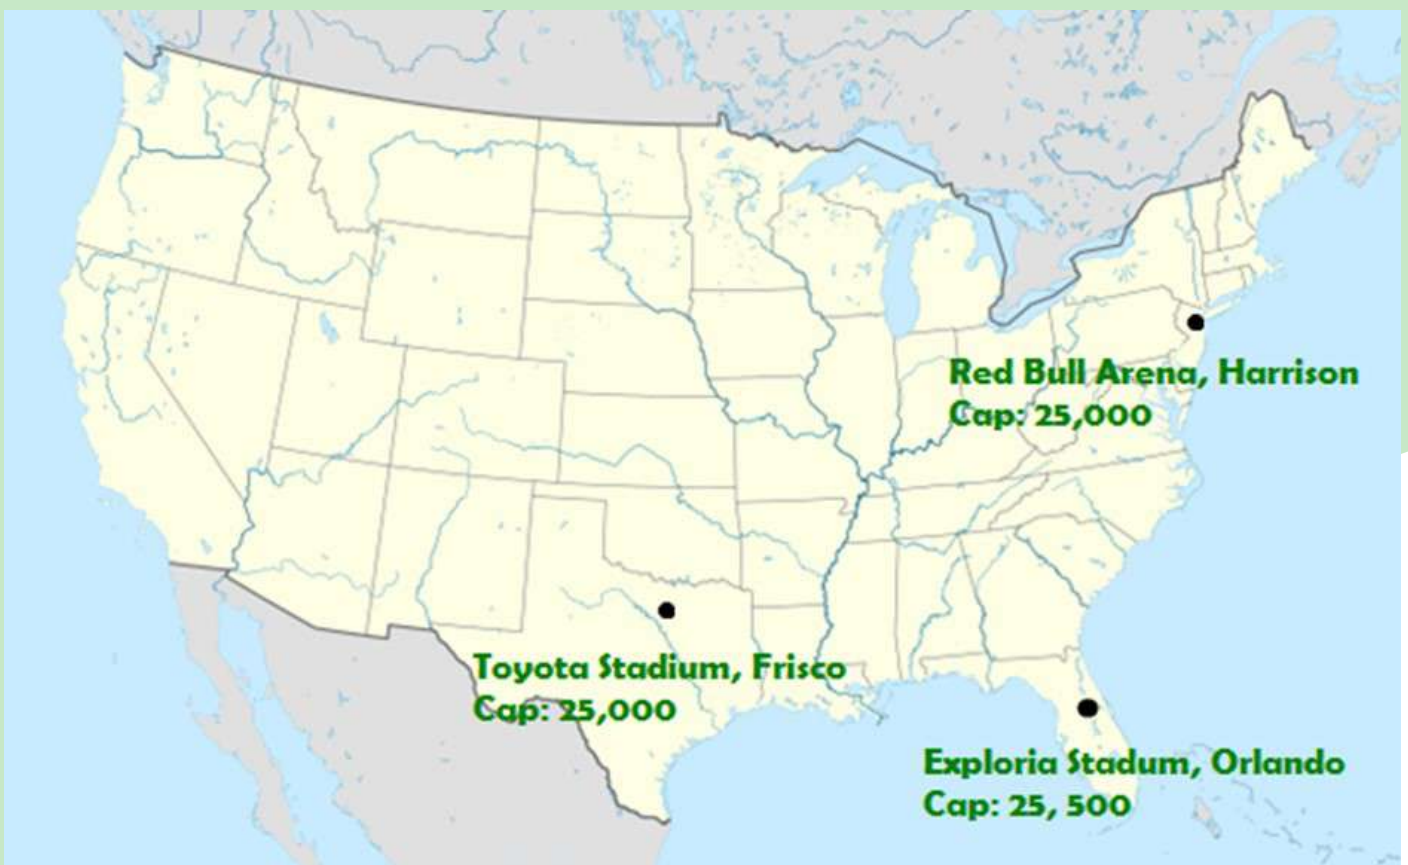 Red Bull Arena, Harrison
Cap: 25,000
Toyota Stadium, Frisco
Cap: 25,000
Exploria Stadum, Orlando
Cap: 25, 500